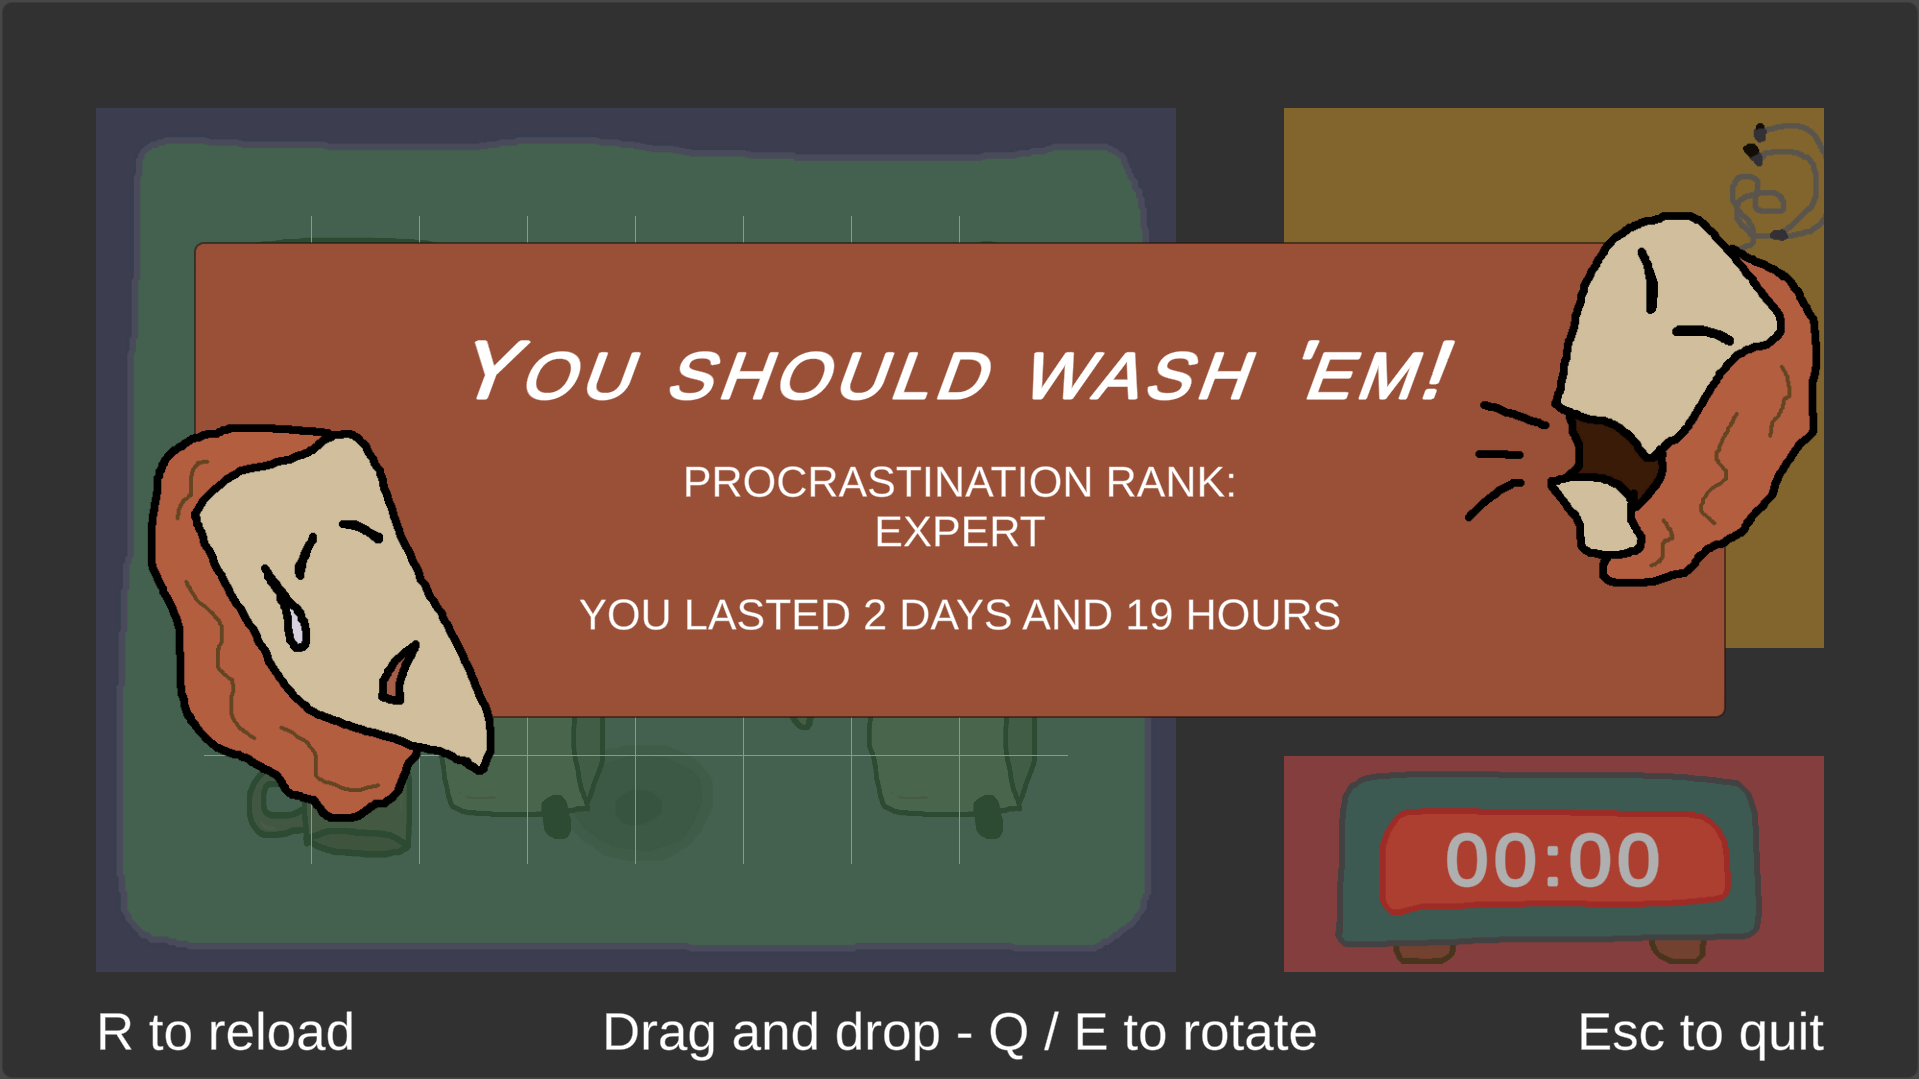 You should wash 'em!
PROCRASTINATION RANK:
EXPERT
YOU LASTED 2 DAYS AND 19 HOURS
00:00
R to reload
Drag and drop - Q / E to rotate
Esc to quit